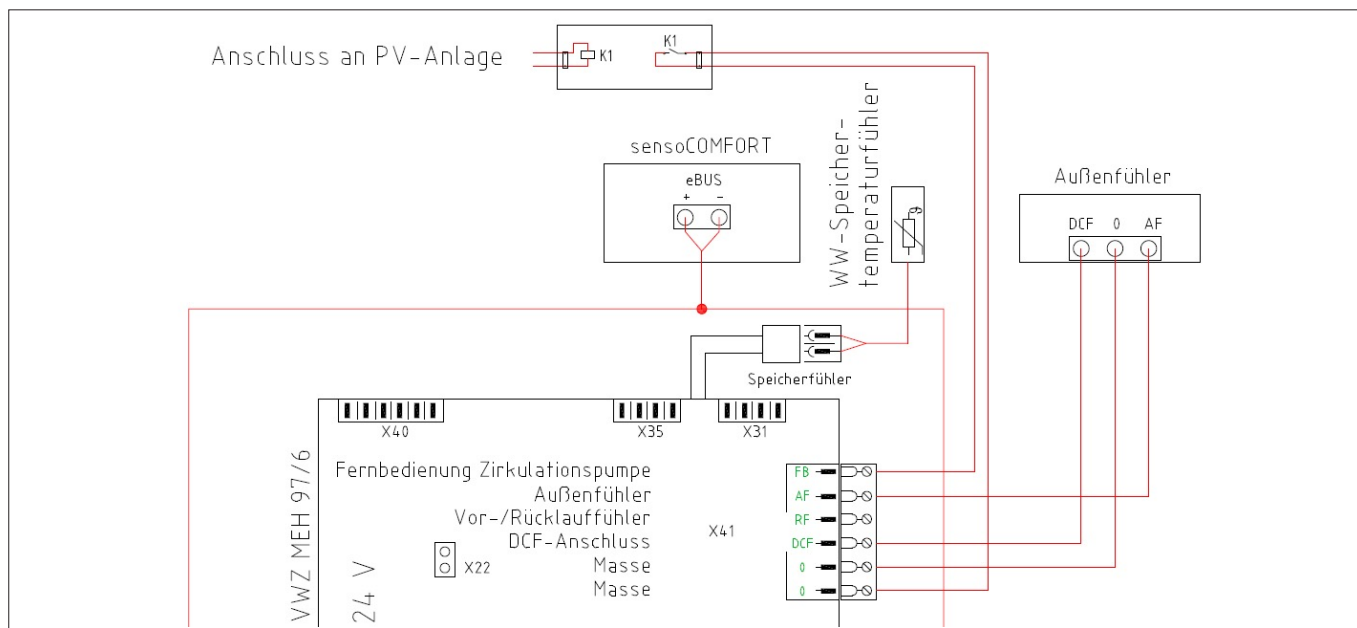 Anschluss an PV-Anlage
K1
K1
sensoCOMFORT
eBUS
+ -
WW-Speicher-
temperaturfühler
ϑ
Außenfühler
DCF 0 AF
Speicherfühler
X40
X35
X31
VWZ MEH 97/6
24 V
Fernbedienung Zirkulationspumpe
FB
Außenfühler
AF
Vor-/Rücklauffühler
RF
X41
DCF-Anschluss
DCF
X22
Masse
0
Masse
0